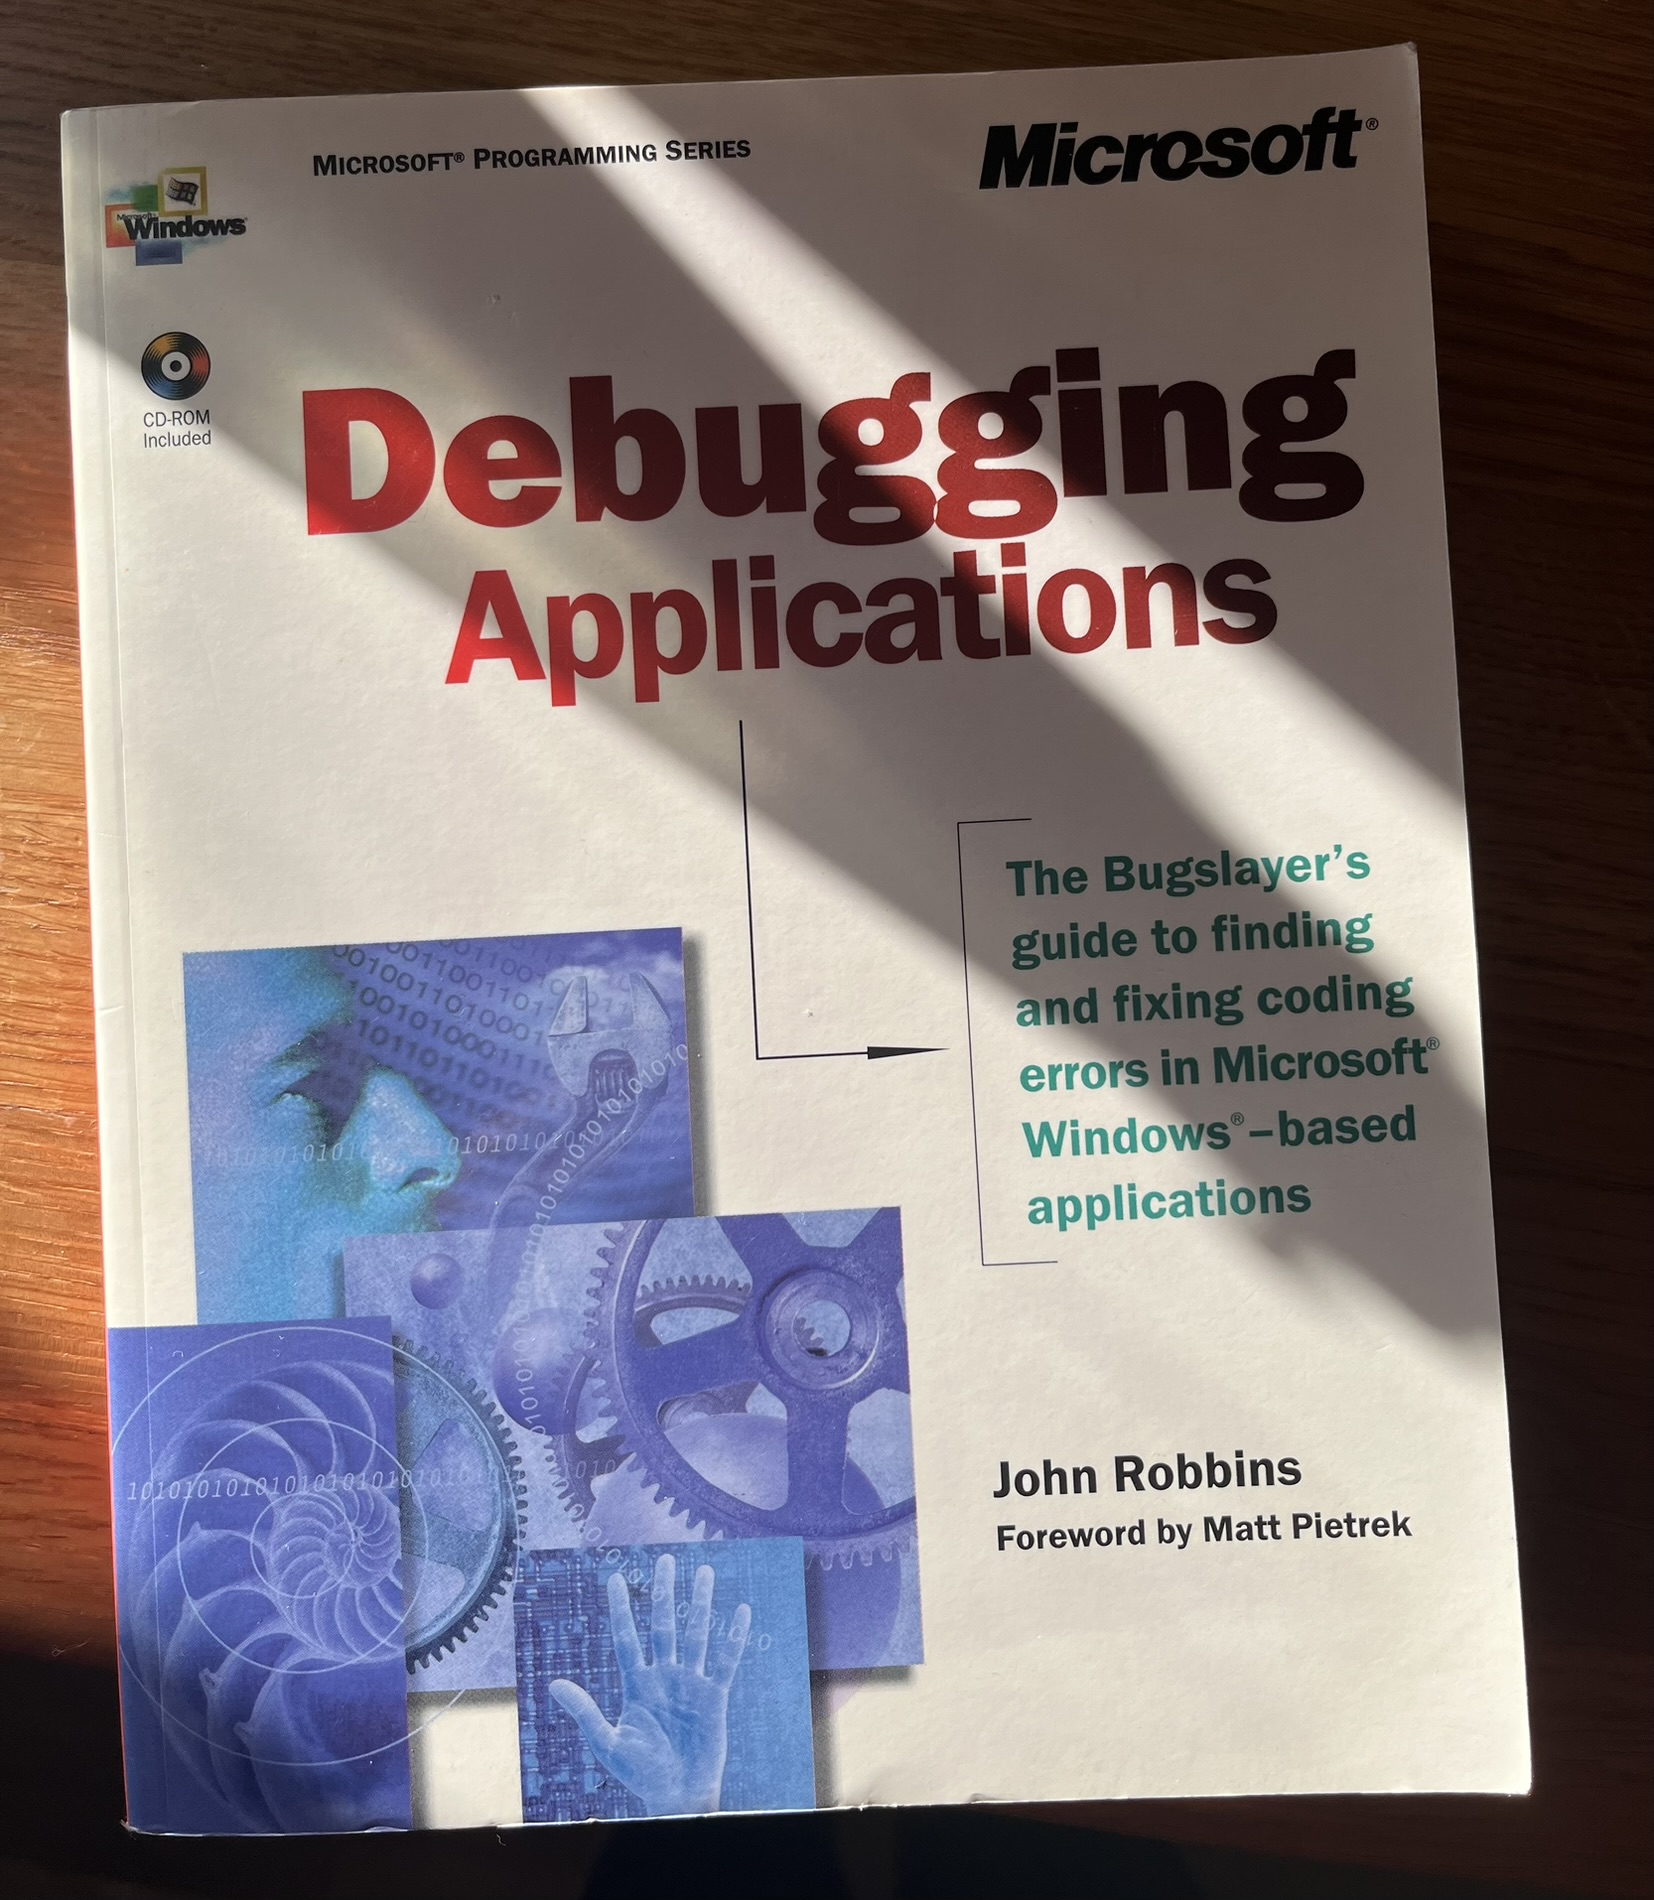 MICROSOFT® PROGRAMMING SERIES
Microsoft®
Microsoft
Windows
CD-ROM
Included
Debugging
Applications
The Bugslayer's
guide to finding
and fixing coding
errors in Microsoft®
Windows®–based
applications
John Robbins
Foreword by Matt Pietrek